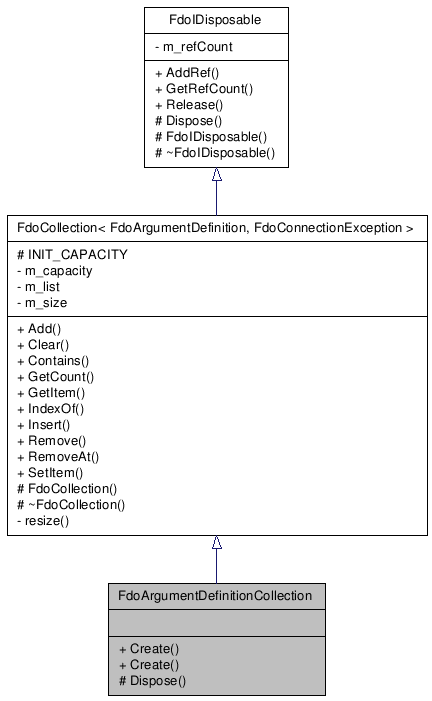 FdoIDisposable
- m_refCount
+ AddRef()
+ GetRefCount()
+ Release()
# Dispose()
# FdoIDisposable()
# ~FdoIDisposable()
FdoCollection< FdoArgumentDefinition, FdoConnectionException >
# INIT_CAPACITY
- m_capacity
- m_list
- m_size
+ Add()
+ Clear()
+ Contains()
+ GetCount()
+ GetItem()
+ IndexOf()
+ Insert()
+ Remove()
+ RemoveAt()
+ SetItem()
# FdoCollection()
# ~FdoCollection()
- resize()
FdoArgumentDefinitionCollection
+ Create()
+ Create()
# Dispose()